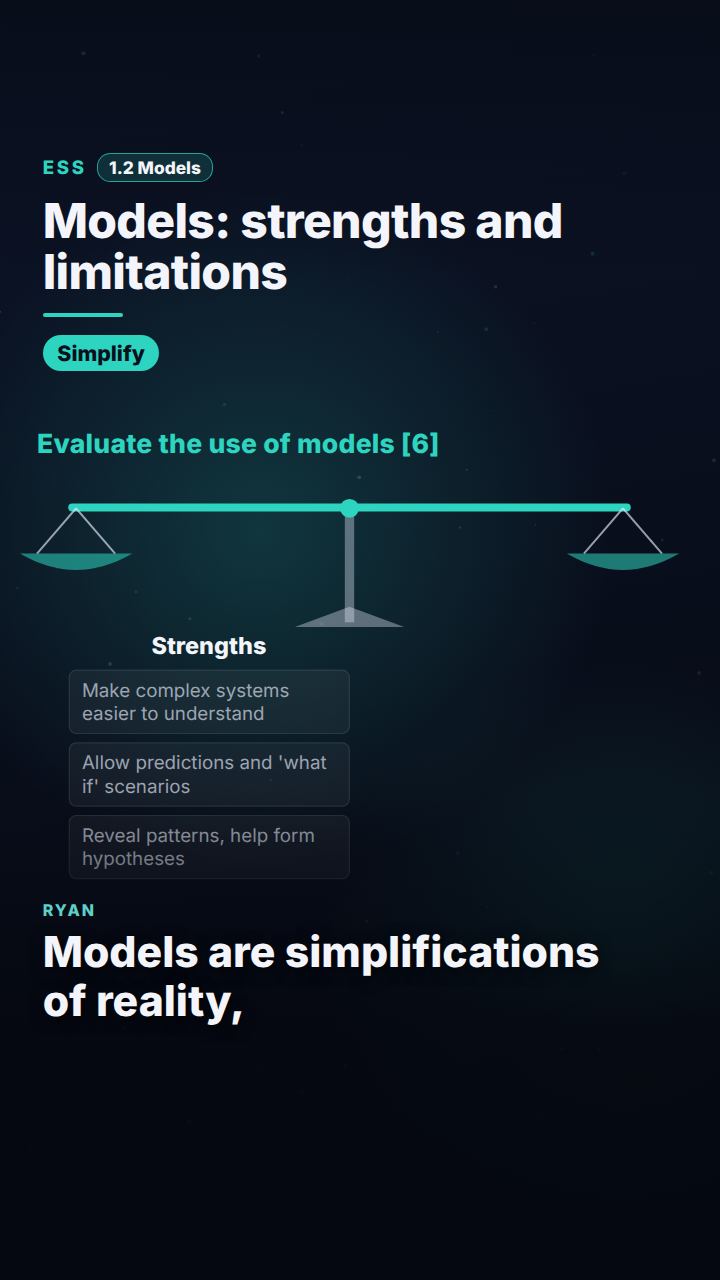 ESS 1.2 Models
Models: strengths and
limitations
Simplify
Evaluate the use of models [6]
Strengths
Make complex systems
easier to understand
Allow predictions and 'what
if' scenarios
Reveal patterns, help form
hypotheses
RYAN
Models are simplifications
of reality,